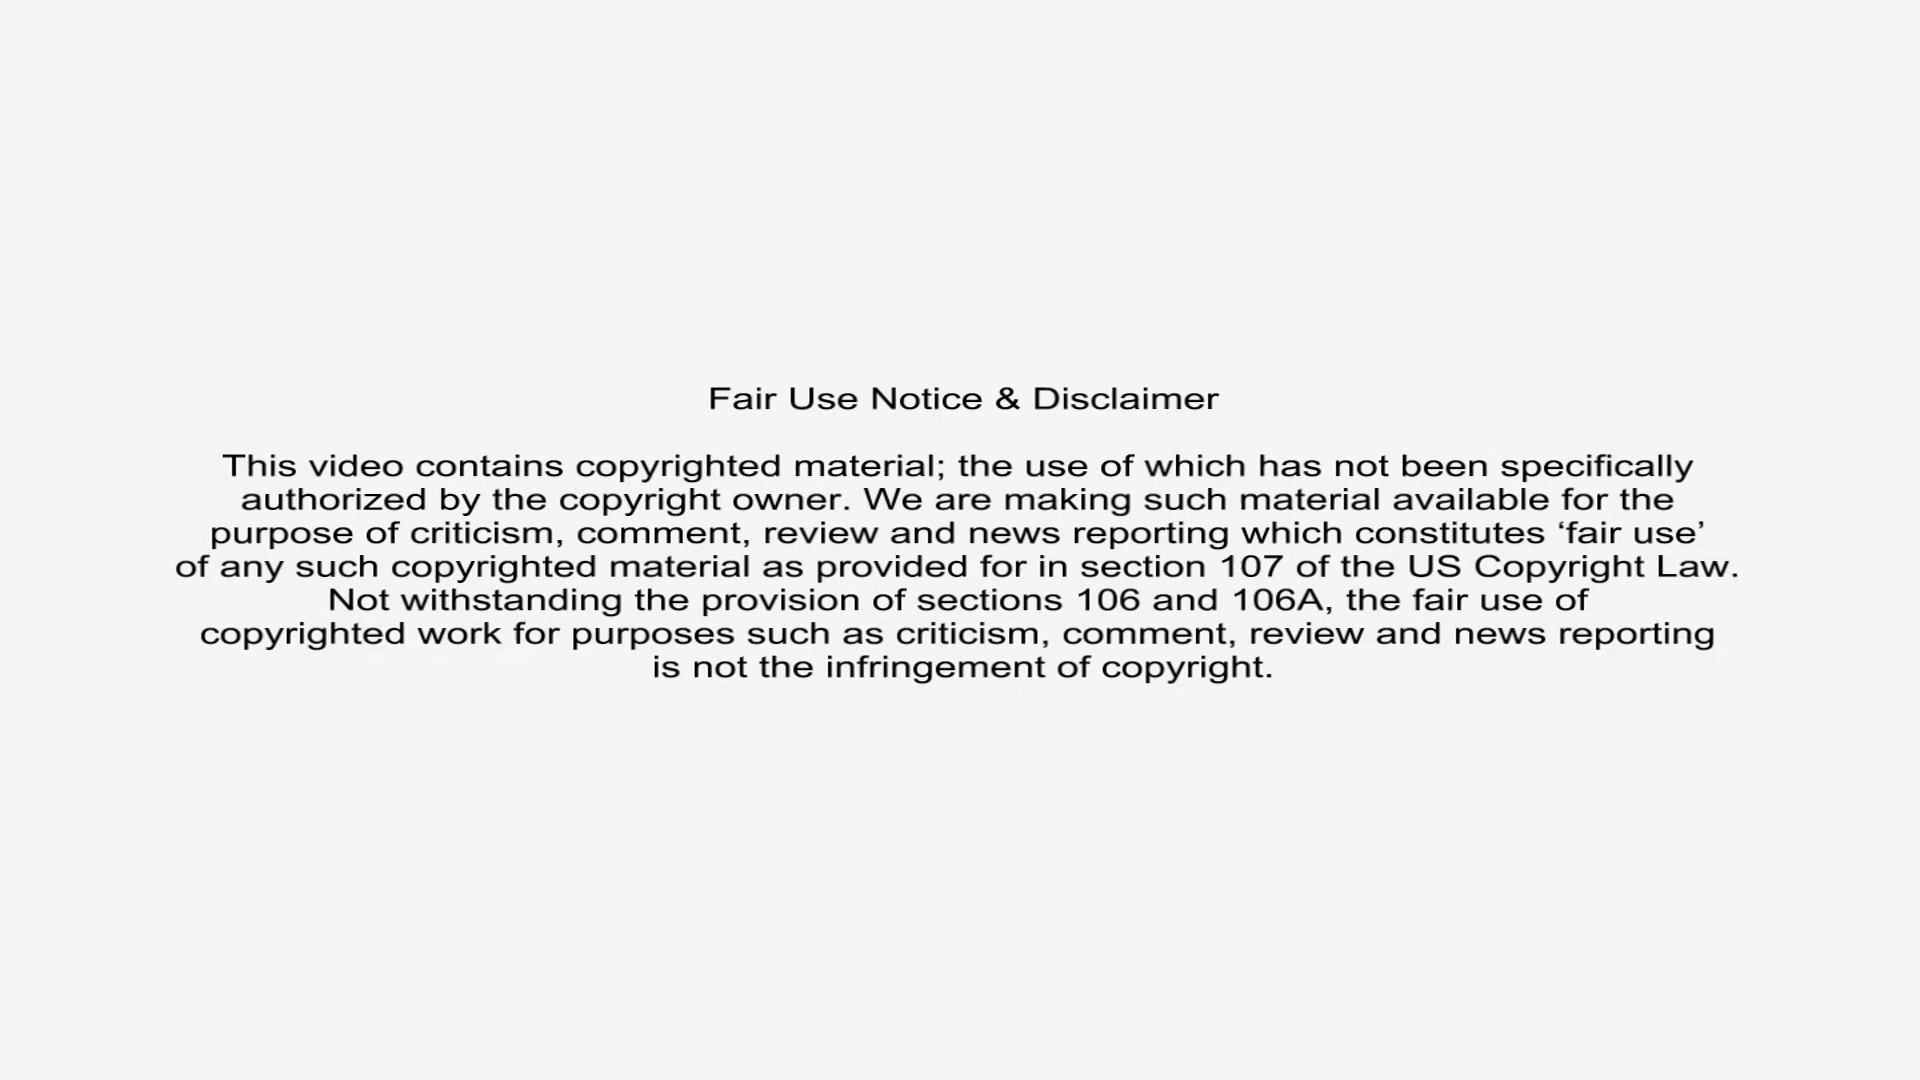 Fair Use Notice & Disclaimer
This video contains copyrighted material; the use of which has not been specifically
authorized by the copyright owner. We are making such material available for the
purpose of criticism, comment, review and news reporting which constitutes ‘fair use’
of any such copyrighted material as provided for in section 107 of the US Copyright Law.
Not withstanding the provision of sections 106 and 106A, the fair use of
copyrighted work for purposes such as criticism, comment, review and news reporting
is not the infringement of copyright.